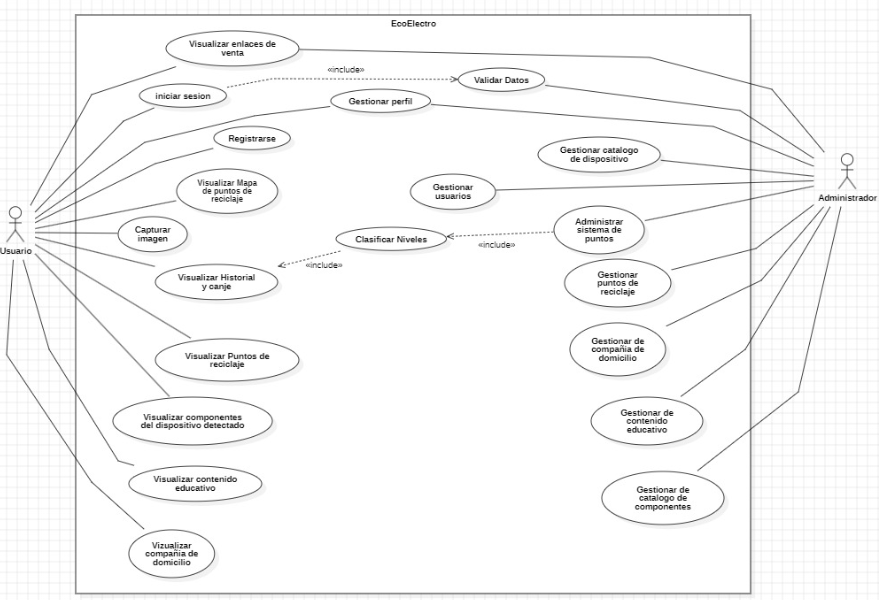 EcoElectro
Visualizar enlaces de
venta
«include»
Validar Datos
iniciar sesion
Gestionar perfil
Registrarse
Gestionar catalogo
de dispositivo
Visualizar Mapa
de puntos de
reciclaje
Gestionar
usuarios
Administrador
Capturar
imagen
Administrar
sistema de
puntos
Clasificar Niveles
«include»
Usuario
«include»
Visualizar Historial
y canje
Gestionar
puntos de
reciclaje
Visualizar Puntos de
reciclaje
Gestionar de
compañia de
domicilio
Visualizar componentes
del dispositivo detectado
Gestionar de
contenido
educativo
Visualizar contenido
educativo
Gestionar de
catalogo de
componentes
Vizualizar
compañia de
domicilio